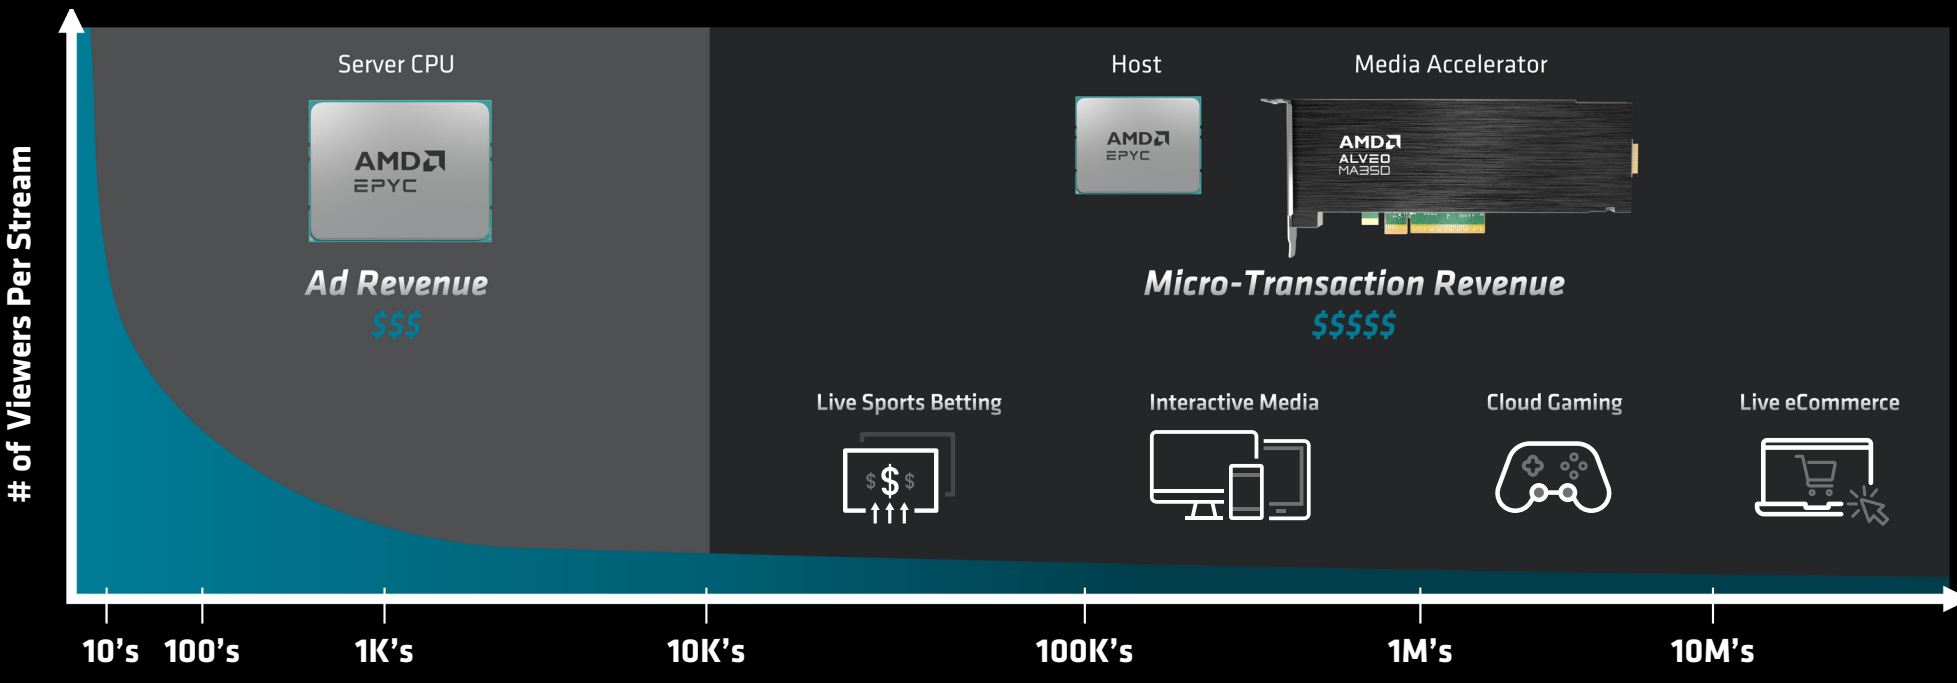 # of Viewers Per Stream
Server CPU
AMD
EPYC
Ad Revenue
$$$
Host
AMD
EPYC
Media Accelerator
AMD
ALVEO
MA35D
Micro-Transaction Revenue
$$$$$
Live Sports Betting
$ $ $
Interactive Media
Cloud Gaming
Live eCommerce
10’s 100’s 1K’s 10K’s 100K’s 1M’s 10M’s